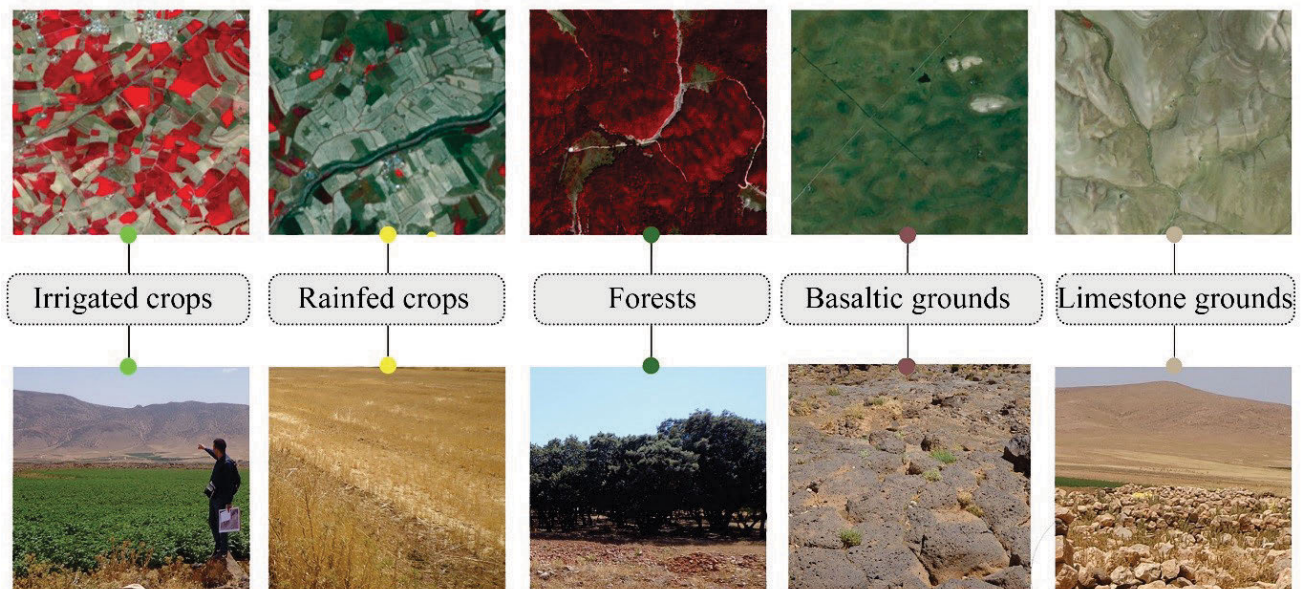 Irrigated crops
Rainfed crops
Forests
Basaltic grounds
Limestone grounds